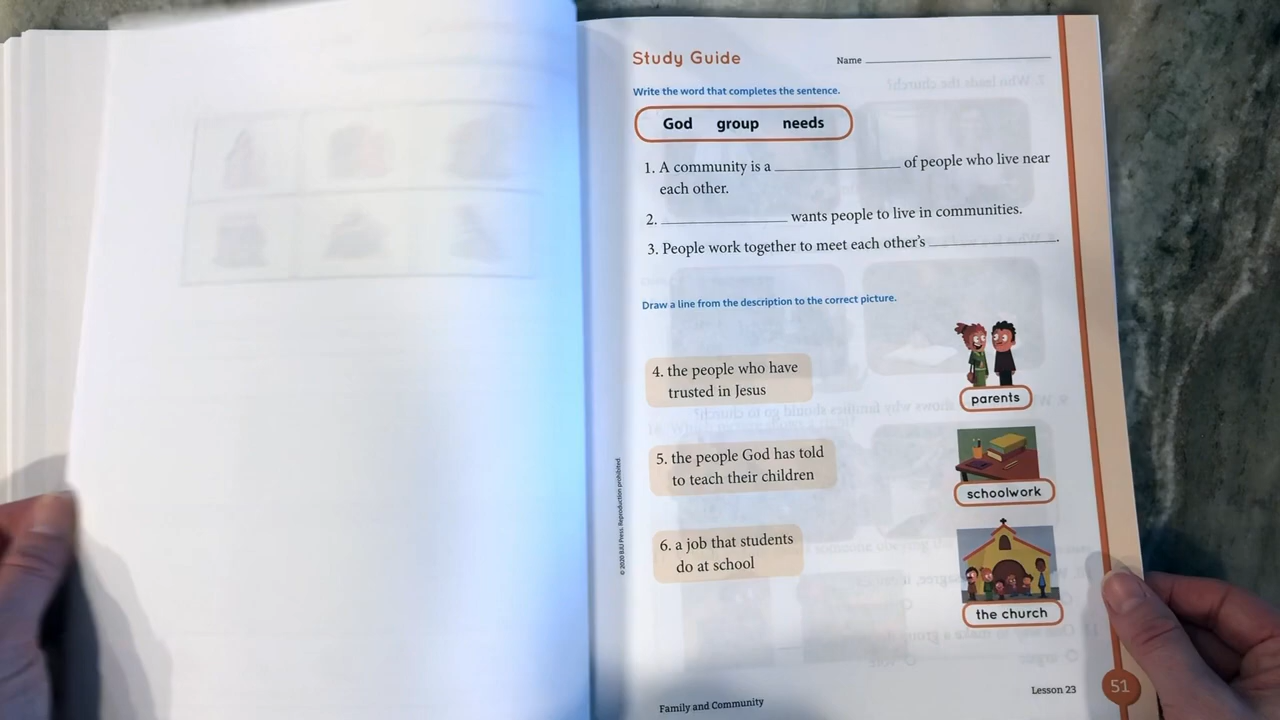 Study Guide
Name
Write the word that completes the sentence.
God group needs
1. A community is a ____________ of people who live near
each other.
2. ____________ wants people to live in communities.
3. People work together to meet each other's ____________.
Draw a line from the description to the correct picture.
4. the people who have
trusted in Jesus
parents
5. the people God has told
to teach their children
schoolwork
6. a job that students
do at school
the church
© 2020 BJU Press. Reproduction prohibited.
Family and Community
Lesson 23
51